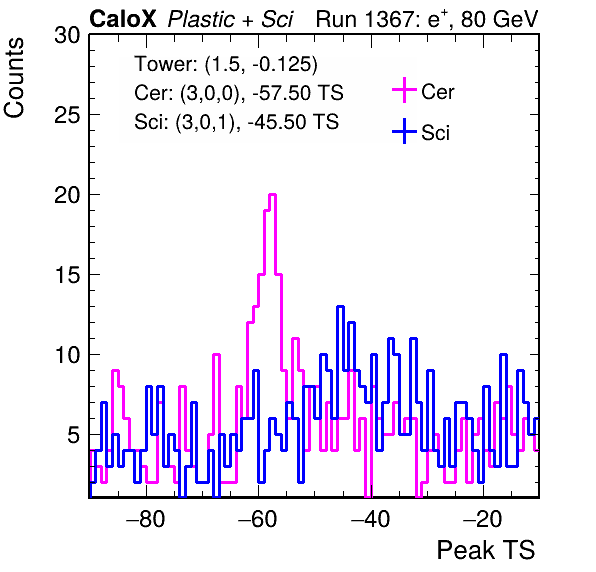 CaloX Plastic + Sci Run 1367: e+, 80 GeV
Counts
30
25
20
15
10
5
Tower: (1.5, -0.125)
Cer: (3,0,0), -57.50 TS
Sci: (3,0,1), -45.50 TS
Cer
Sci
−80 −60 −40 −20
Peak TS